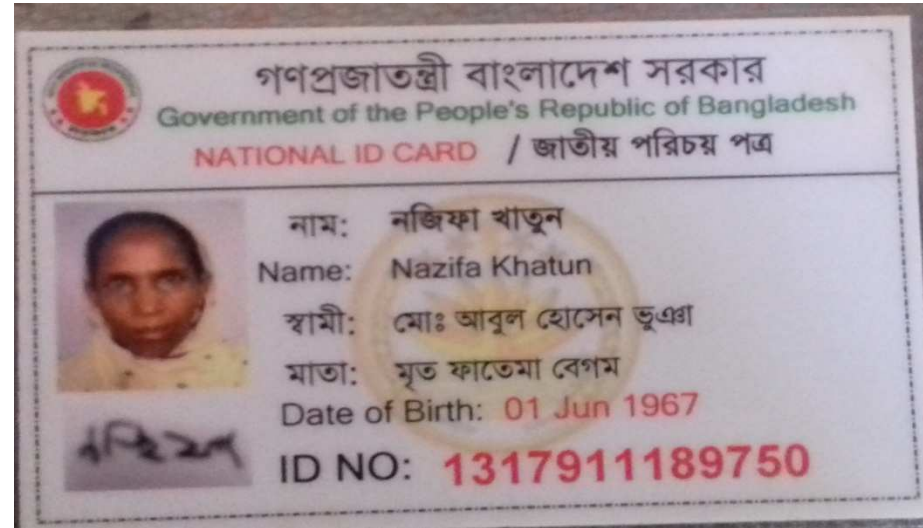 গণপ্রজাতন্ত্রী বাংলাদেশ সরকার
Government of the People's Republic of Bangladesh
NATIONAL ID CARD / জাতীয় পরিচয় পত্র
নাম: নজিফা খাতুন
Name: Nazifa Khatun
স্বামী: মোঃ আবুল হোসেন ভূঞা
মাতা: মৃত ফাতেমা বেগম
Date of Birth: 01 Jun 1967
ID NO: 1317911189750